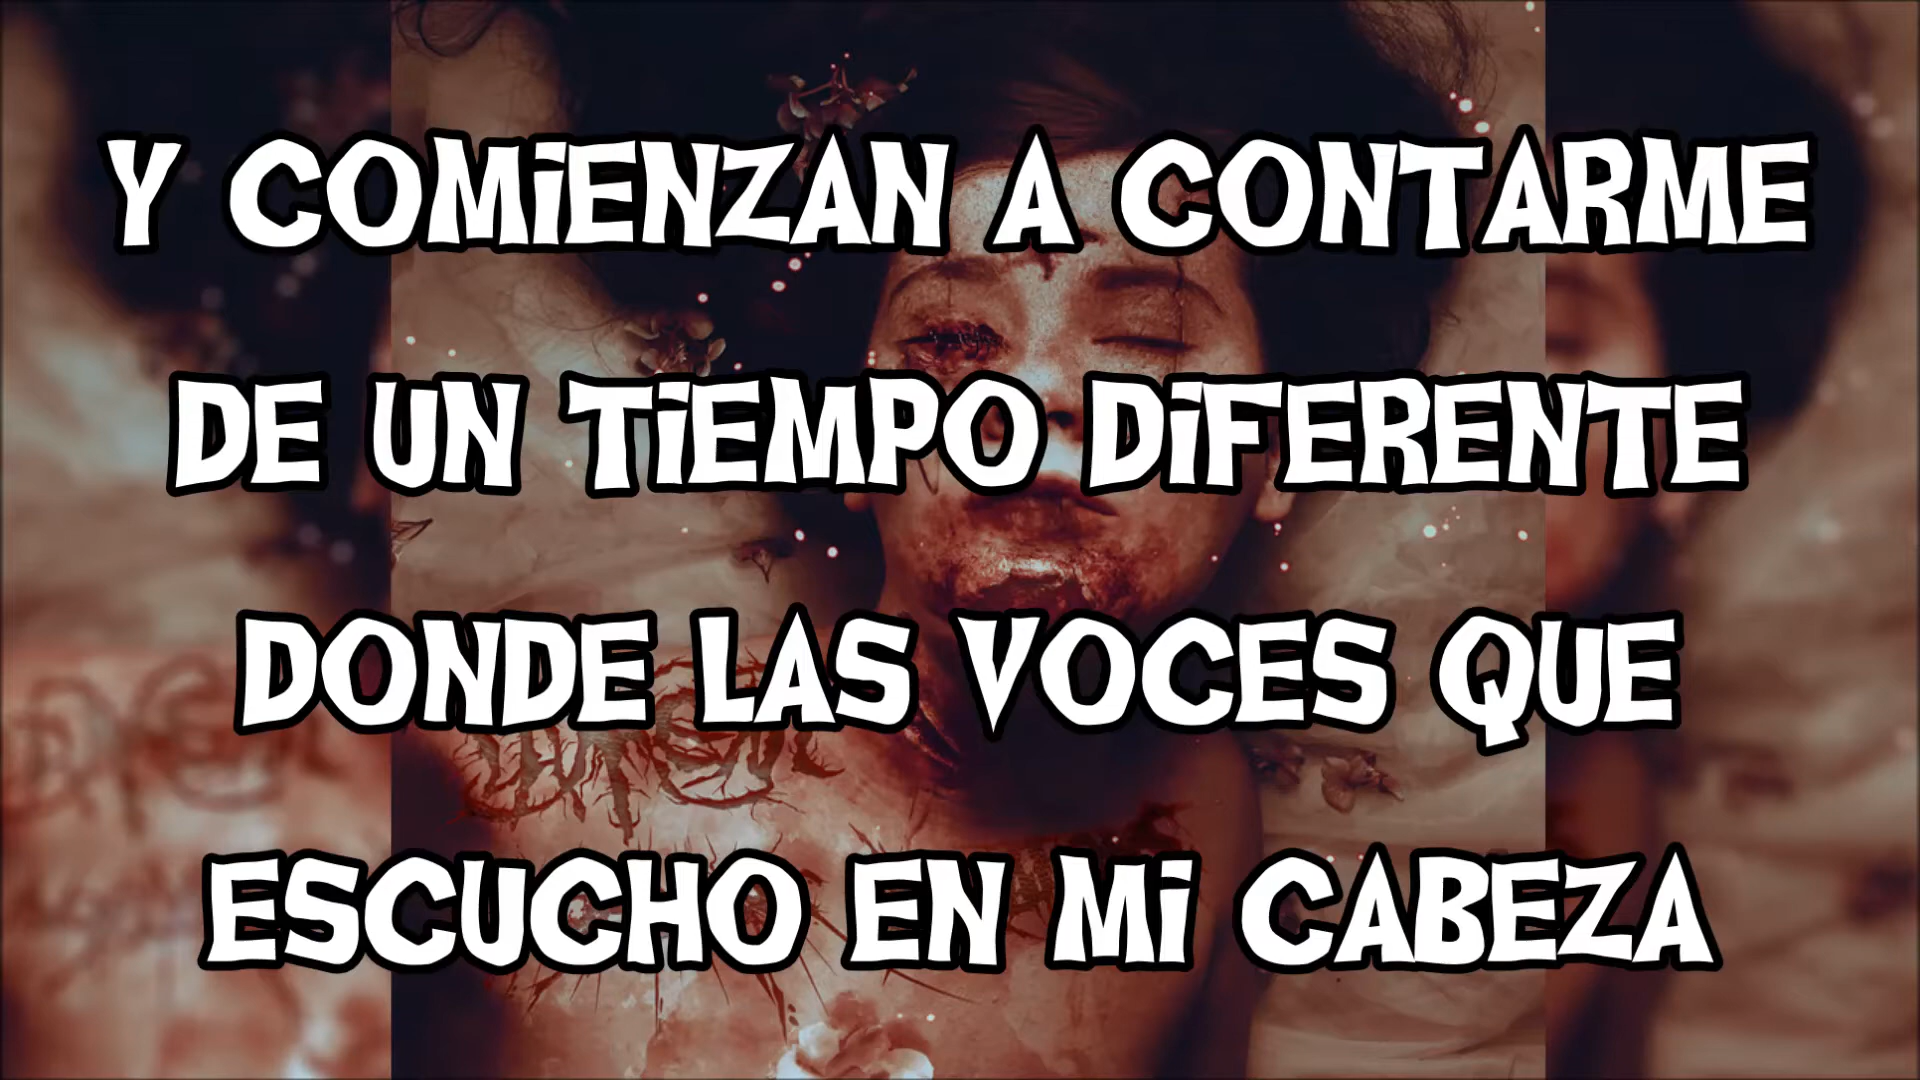 Y COMiENZAN A CONTARME
DE UN TiEMPO DiFERENTE
DONDE LAS VOCES QUE
ESCUCHO EN Mi CABEZA